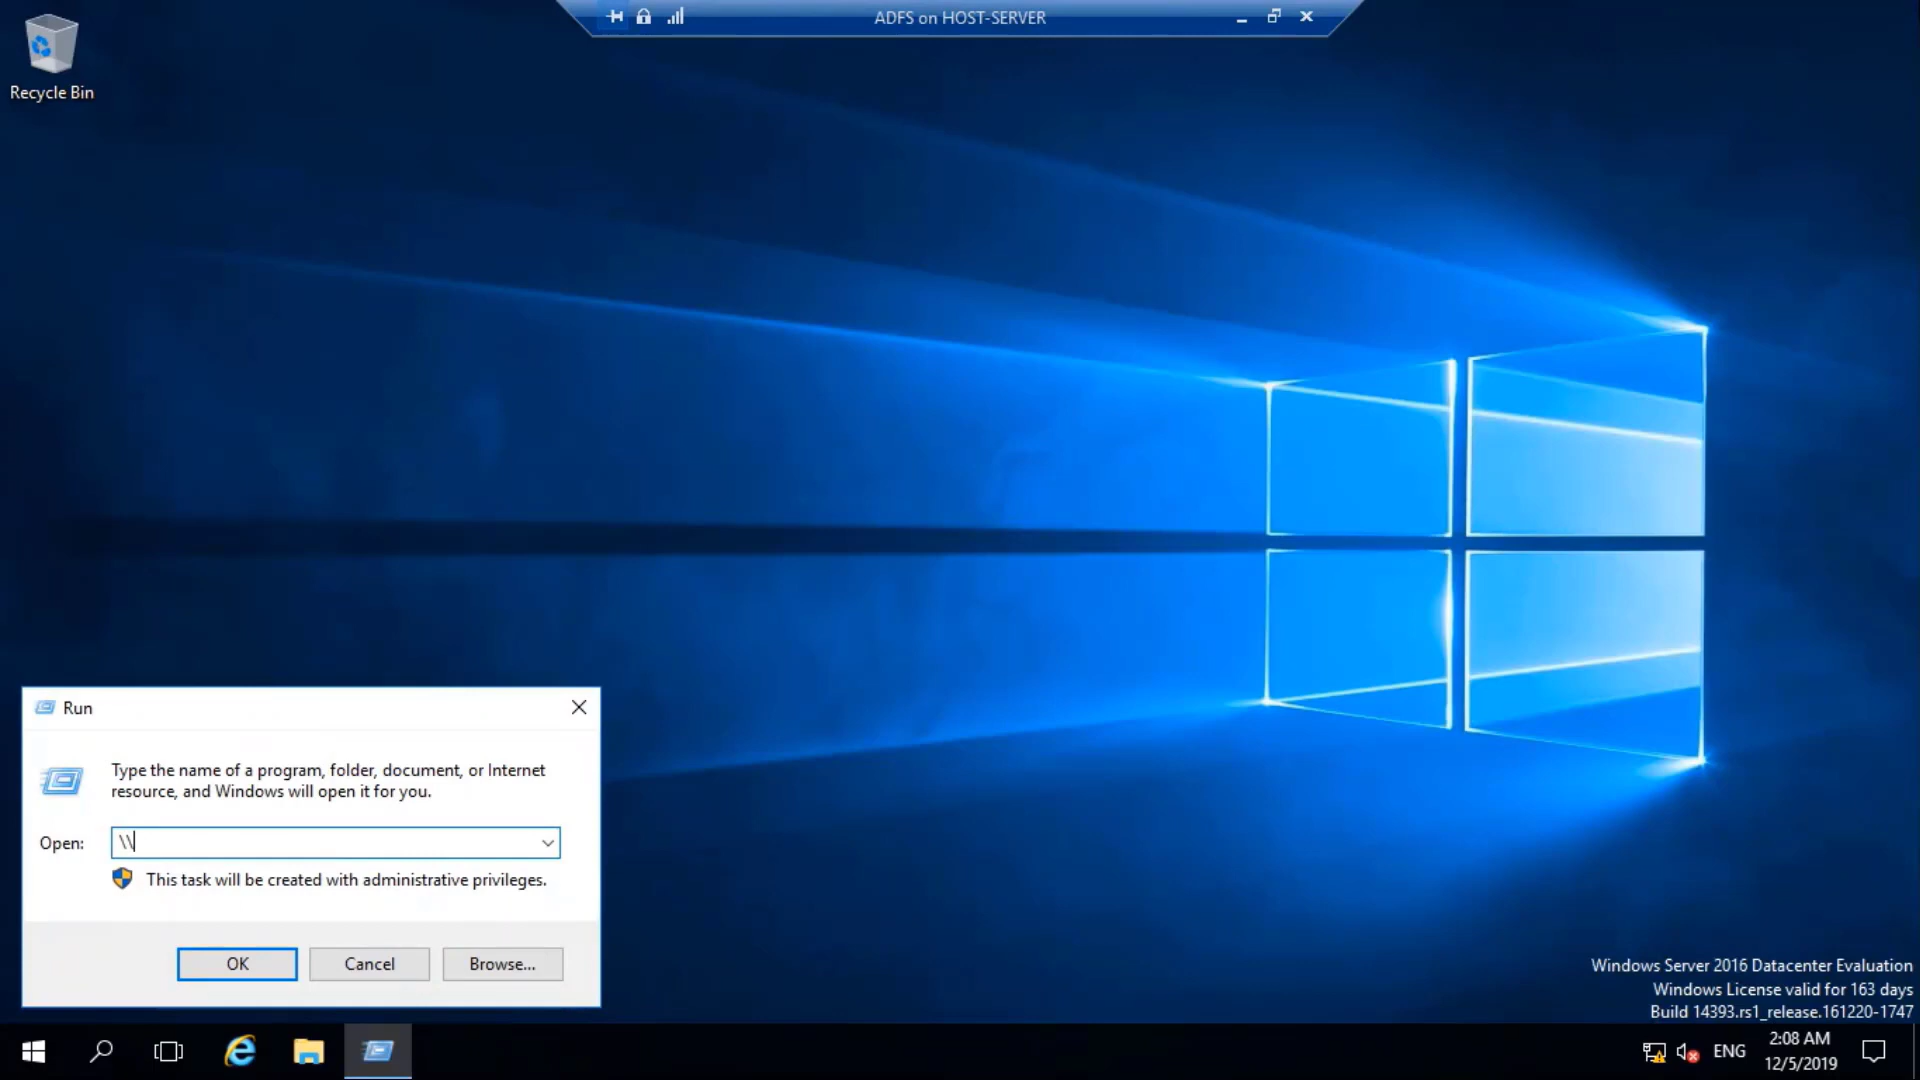 ADFS on HOST-SERVER
Recycle Bin
Run
Type the name of a program, folder, document, or Internet
resource, and Windows will open it for you.
Open:
\\
This task will be created with administrative privileges.
OK
Cancel
Browse...
Windows Server 2016 Datacenter Evaluation
Windows License valid for 163 days
Build 14393.rs1_release.161220-1747
ENG
2:08 AM
12/5/2019